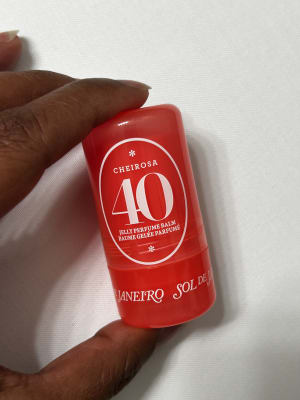 CHEIROSA
40
JELLY PERFUME BALM
BAUME GELÉE PARFUMÉ
JANEIRO SOL DE